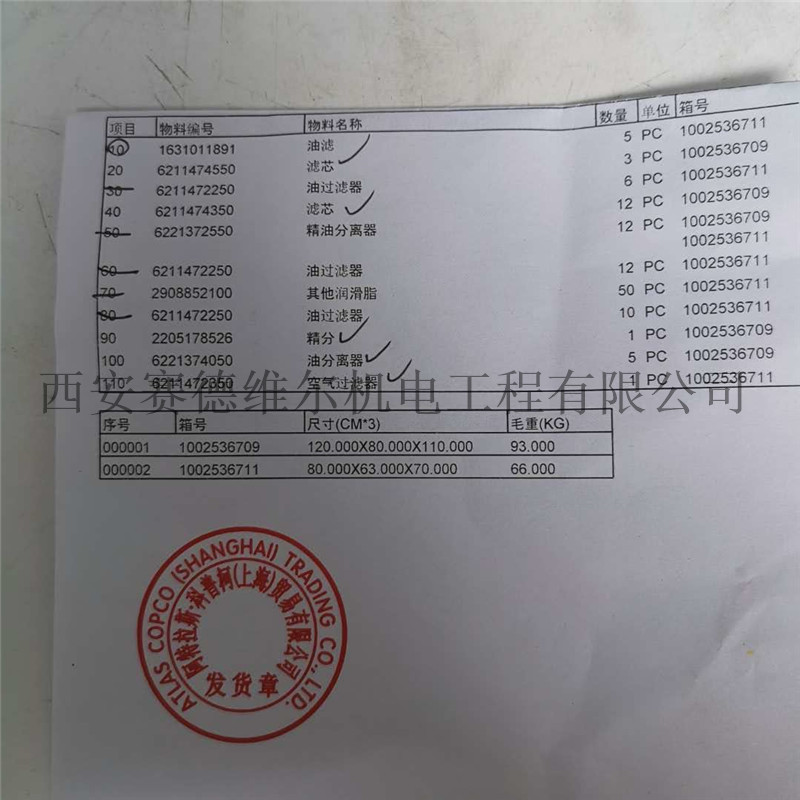 项目 物料编号 物料名称 数量 单位 箱号
10 1631011891 油滤 5 PC 1002536711
20 6211474550 滤芯 3 PC 1002536709
30 6211472250 油过滤器 6 PC 1002536711
40 6211474350 滤芯 12 PC 1002536709
50 6221372550 精油分离器 12 PC 1002536709
1002536711
60 6211472250 油过滤器 12 PC 1002536711
70 2908852100 其他润滑脂 50 PC 1002536711
80 6211472250 油过滤器 10 PC 1002536711
90 2205178526 精分 1 PC 1002536709
100 6221374050 油分离器 5 PC 1002536709
110 6211472350 空气过滤器 PC 1002536711
西安赛德维尔机电工程有限公司
序号 箱号 尺寸(CM*3) 毛重(KG)
000001 1002536709 120.000X80.000X110.000 93.000
000002 1002536711 80.000X63.000X70.000 66.000
ATLAS COPCO (SHANGHAI) TRADING CO., LTD.
阿特拉斯·科普柯(上海)贸易有限公司
发货章